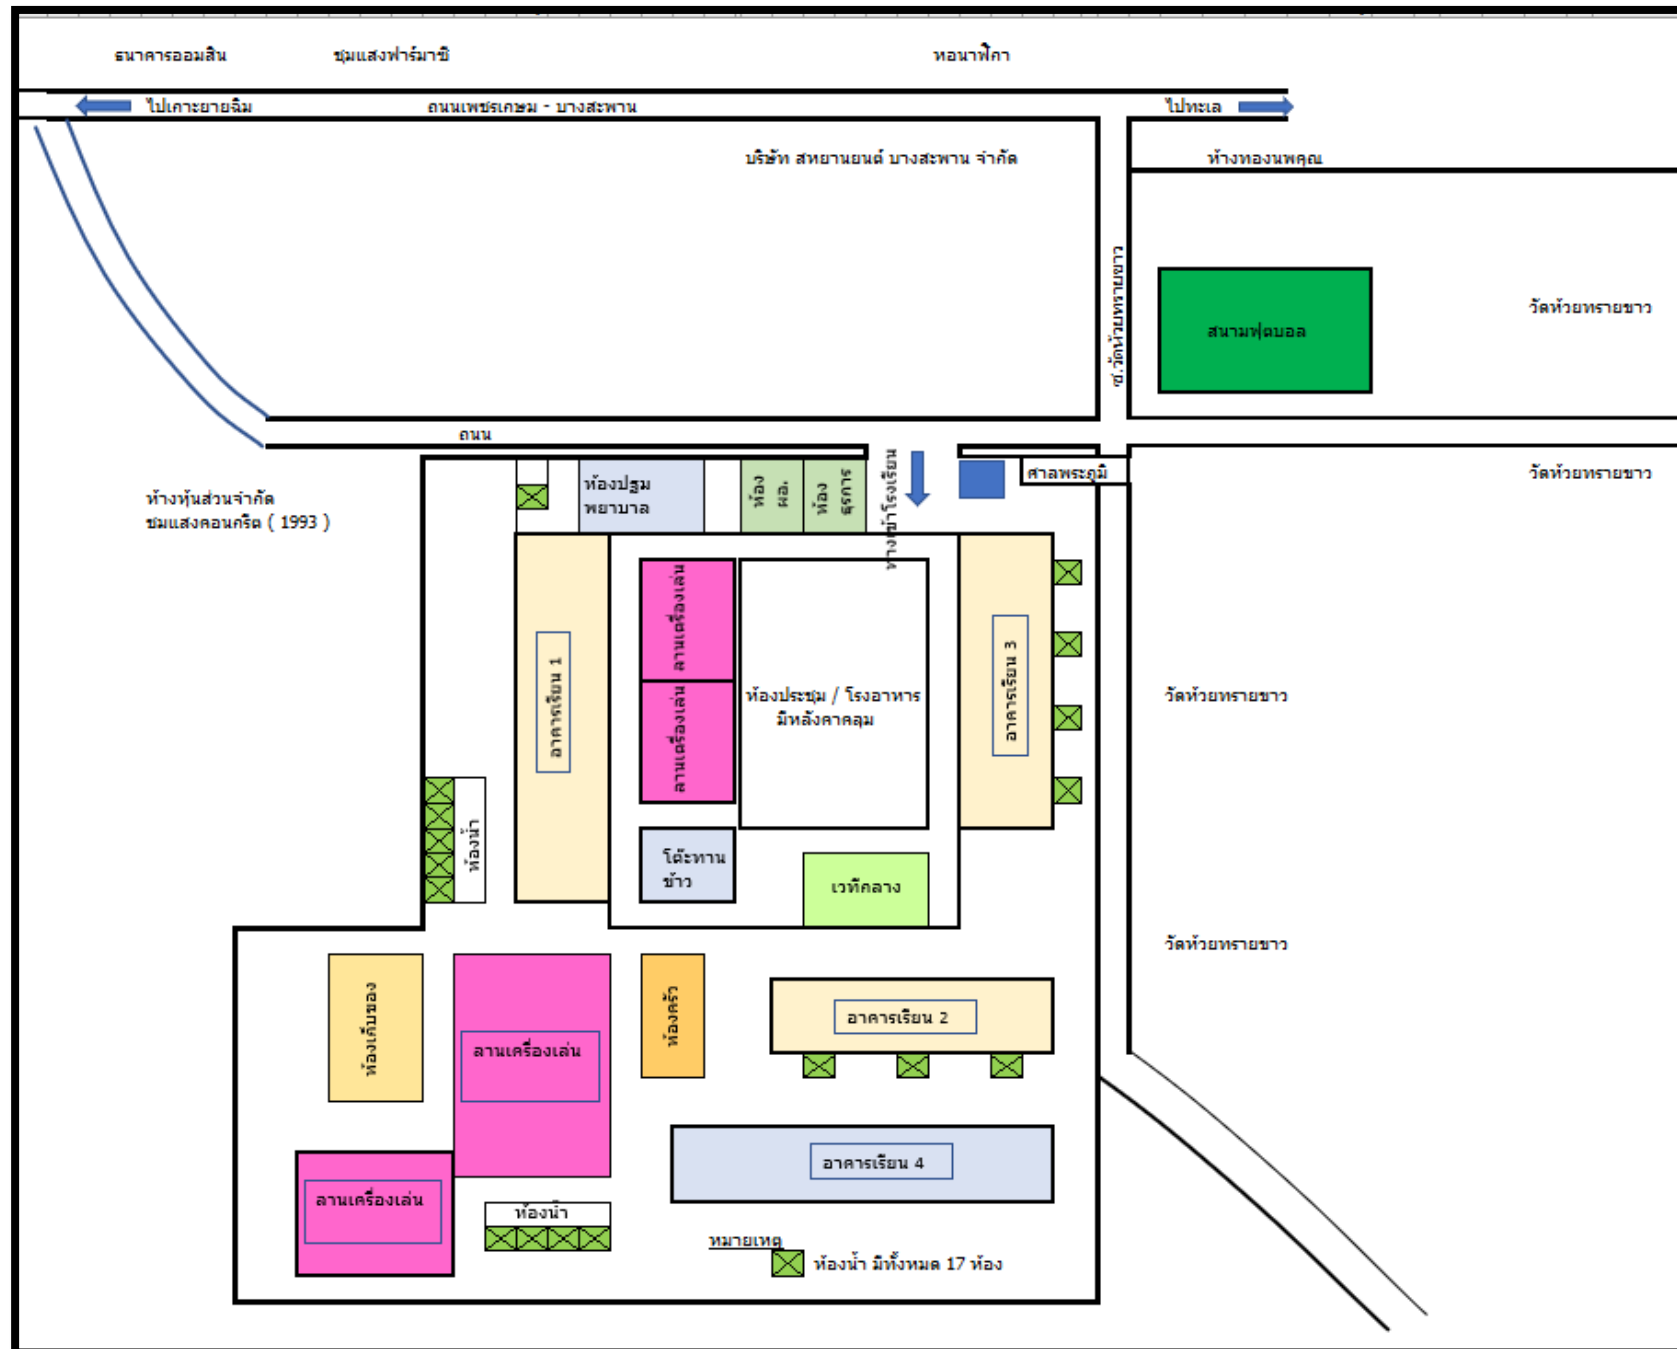 ธนาคารออมสิน
ชุมแสงฟาร์มาซี
หอนาฬิกา
ไปเกาะยายฉิม
ถนนเพชรเกษม - บางสะพาน
ไปทะเล
บริษัท สหยานยนต์ บางสะพาน จำกัด
ห้างทองนพคุณ
ซ.วัดห้วยทรายขาว
สนามฟุตบอล
วัดห้วยทรายขาว
ถนน
ห้างหุ้นส่วนจำกัด
ชุมแสงคอนกรีต ( 1993 )
ห้องปฐม
พยาบาล
ห้อง
ผอ.
ห้อง
ธุรการ
ทางเข้าโรงเรียน
ศาลพระภูมิ
วัดห้วยทรายขาว
อาคารเรียน 1
ลานเครื่องเล่น
ลานเครื่องเล่น
ห้องประชุม / โรงอาหาร
มีหลังคาคลุม
อาคารเรียน 3
วัดห้วยทรายขาว
ห้องน้ำ
โต๊ะทาน
ข้าว
เวทีกลาง
วัดห้วยทรายขาว
ห้องเก็บของ
ลานเครื่องเล่น
ห้องครัว
อาคารเรียน 2
อาคารเรียน 4
ลานเครื่องเล่น
ห้องน้ำ
หมายเหตุ
ห้องน้ำ มีทั้งหมด 17 ห้อง